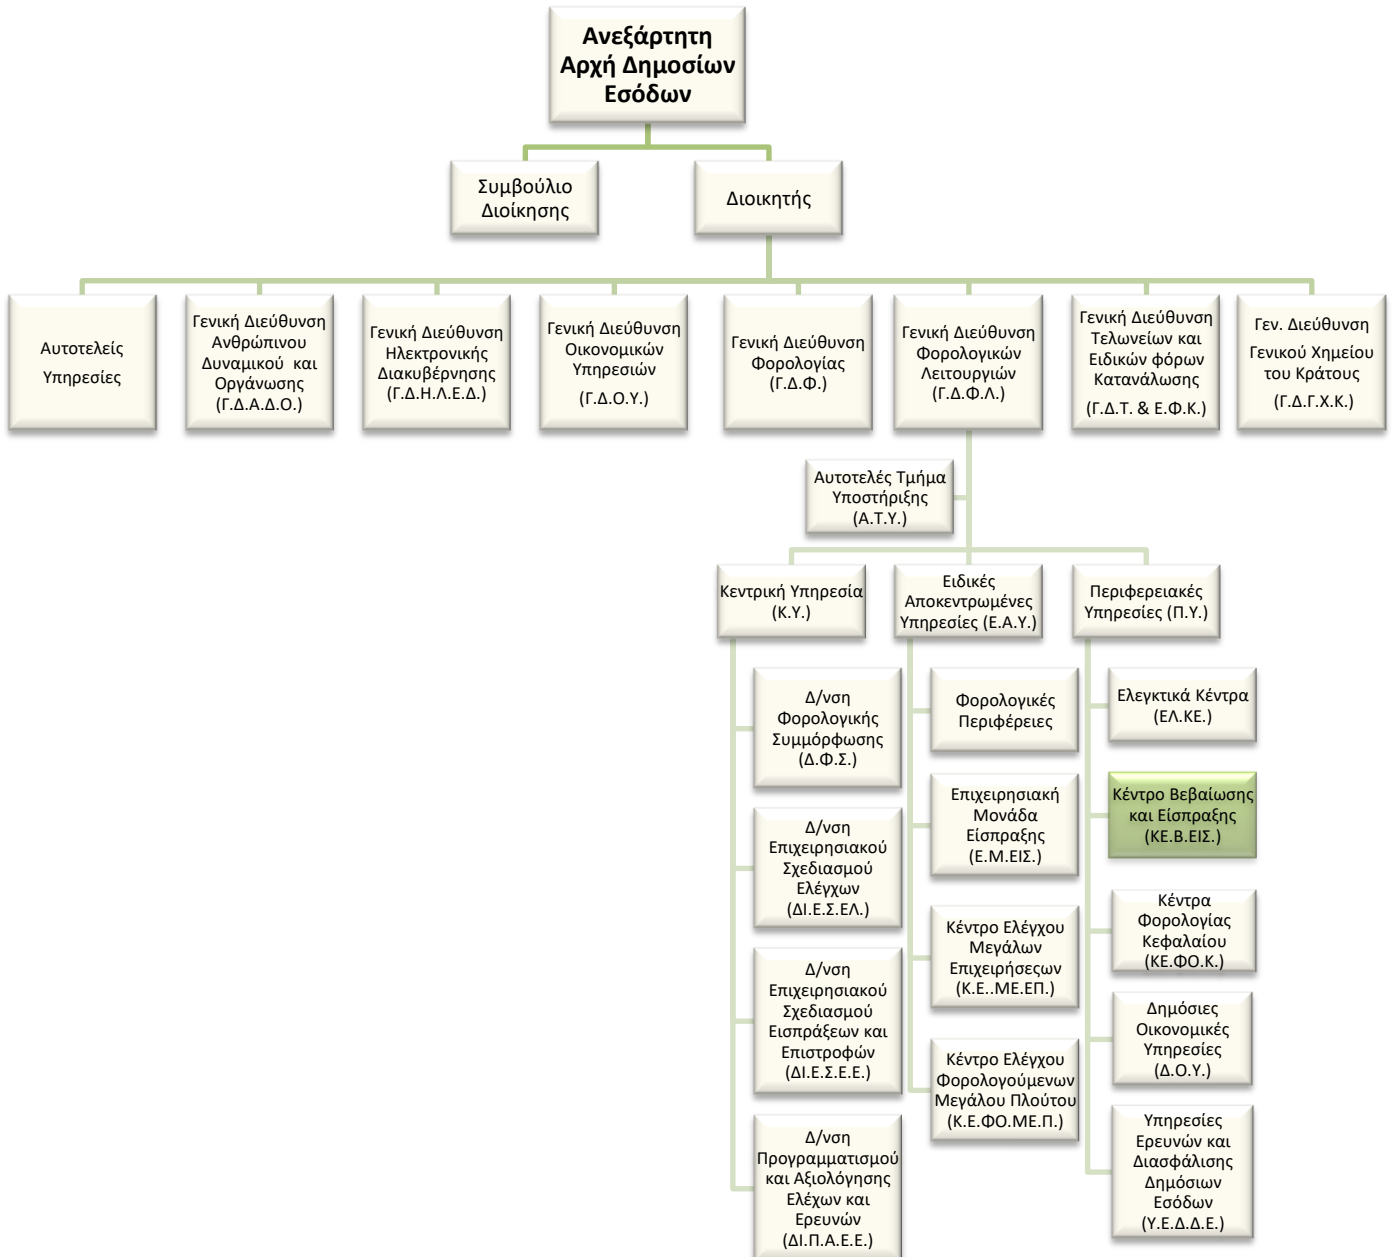 Ανεξάρτητη
Αρχή Δημοσίων
Εσόδων
Συμβούλιο
Διοίκησης
Διοικητής
Αυτοτελείς
Υπηρεσίες
Γενική Διεύθυνση
Ανθρώπινου
Δυναμικού και
Οργάνωσης
(Γ.Δ.Α.Δ.Ο.)
Γενική Διεύθυνση
Ηλεκτρονικής
Διακυβέρνησης
(Γ.Δ.Η.Λ.Ε.Δ.)
Γενική Διεύθυνση
Οικονομικών
Υπηρεσιών
(Γ.Δ.Ο.Υ.)
Γενική Διεύθυνση
Φορολογίας
(Γ.Δ.Φ.)
Γενική Διεύθυνση
Φορολογικών
Λειτουργιών
(Γ.Δ.Φ.Λ.)
Γενική Διεύθυνση
Τελωνείων και
Ειδικών φόρων
Κατανάλωσης
(Γ.Δ.Τ. & Ε.Φ.Κ.)
Γεν. Διεύθυνση
Γενικού Χημείου
του Κράτους
(Γ.Δ.Γ.Χ.Κ.)
Αυτοτελές Τμήμα
Υποστήριξης
(Α.Τ.Υ.)
Κεντρική Υπηρεσία
(Κ.Υ.)
Ειδικές
Αποκεντρωμένες
Υπηρεσίες (Ε.Α.Υ.)
Περιφερειακές
Υπηρεσίες (Π.Υ.)
Δ/νση
Φορολογικής
Συμμόρφωσης
(Δ.Φ.Σ.)
Δ/νση
Επιχειρησιακού
Σχεδιασμού
Ελέγχων
(ΔΙ.Ε.Σ.ΕΛ.)
Δ/νση
Επιχειρησιακού
Σχεδιασμού
Εισπράξεων και
Επιστροφών
(ΔΙ.Ε.Σ.Ε.Ε.)
Δ/νση
Προγραμματισμού
και Αξιολόγησης
Ελέχων και
Ερευνών
(ΔΙ.Π.Α.Ε.Ε.)
Φορολογικές
Περιφέρειες
Επιχειρησιακή
Μονάδα
Είσπραξης
(Ε.Μ.ΕΙΣ.)
Κέντρο Ελέγχου
Μεγάλων
Επιχειρήσεςων
(Κ.Ε..ΜΕ.ΕΠ.)
Κέντρο Ελέγχου
Φορολογούμενων
Μεγάλου Πλούτου
(Κ.Ε.ΦΟ.ΜΕ.Π.)
Ελεγκτικά Κέντρα
(ΕΛ.ΚΕ.)
Κέντρο Βεβαίωσης
και Είσπραξης
(ΚΕ.Β.ΕΙΣ.)
Κέντρα
Φορολογίας
Κεφαλαίου
(ΚΕ.ΦΟ.Κ.)
Δημόσιες
Οικονομικές
Υπηρεσίες
(Δ.Ο.Υ.)
Υπηρεσίες
Ερευνών και
Διασφάλισης
Δημόσιων
Εσόδων
(Υ.Ε.Δ.Δ.Ε.)